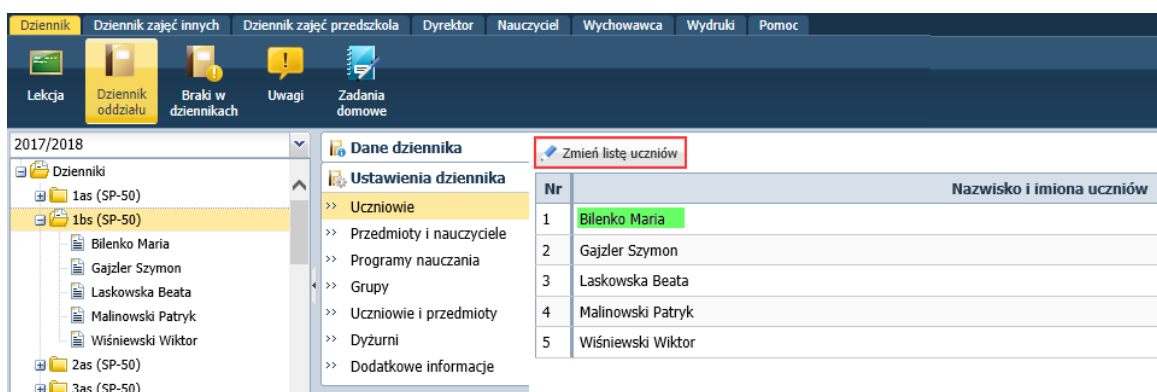 Dziennik Dziennik zajęć innych Dziennik zajęć przedszkola Dyrektor Nauczyciel Wychowawca Wydruki Pomoc
Lekcja
Dziennik oddziału
Braki w dziennikach
Uwagi
Zadania domowe
2017/2018
Dzienniki
1as (SP-50)
1bs (SP-50)
Bilenko Maria
Gajzler Szymon
Laskowska Beata
Malinowski Patryk
Wiśniewski Wiktor
2as (SP-50)
3as (SP-50)
Dane dziennika
Ustawienia dziennika
>> Uczniowie
>> Przedmioty i nauczyciele
>> Programy nauczania
>> Grupy
>> Uczniowie i przedmioty
>> Dyżurni
>> Dodatkowe informacje
Zmień listę uczniów
Nr Nazwisko i imiona uczniów
1 Bilenko Maria
2 Gajzler Szymon
3 Laskowska Beata
4 Malinowski Patryk
5 Wiśniewski Wiktor